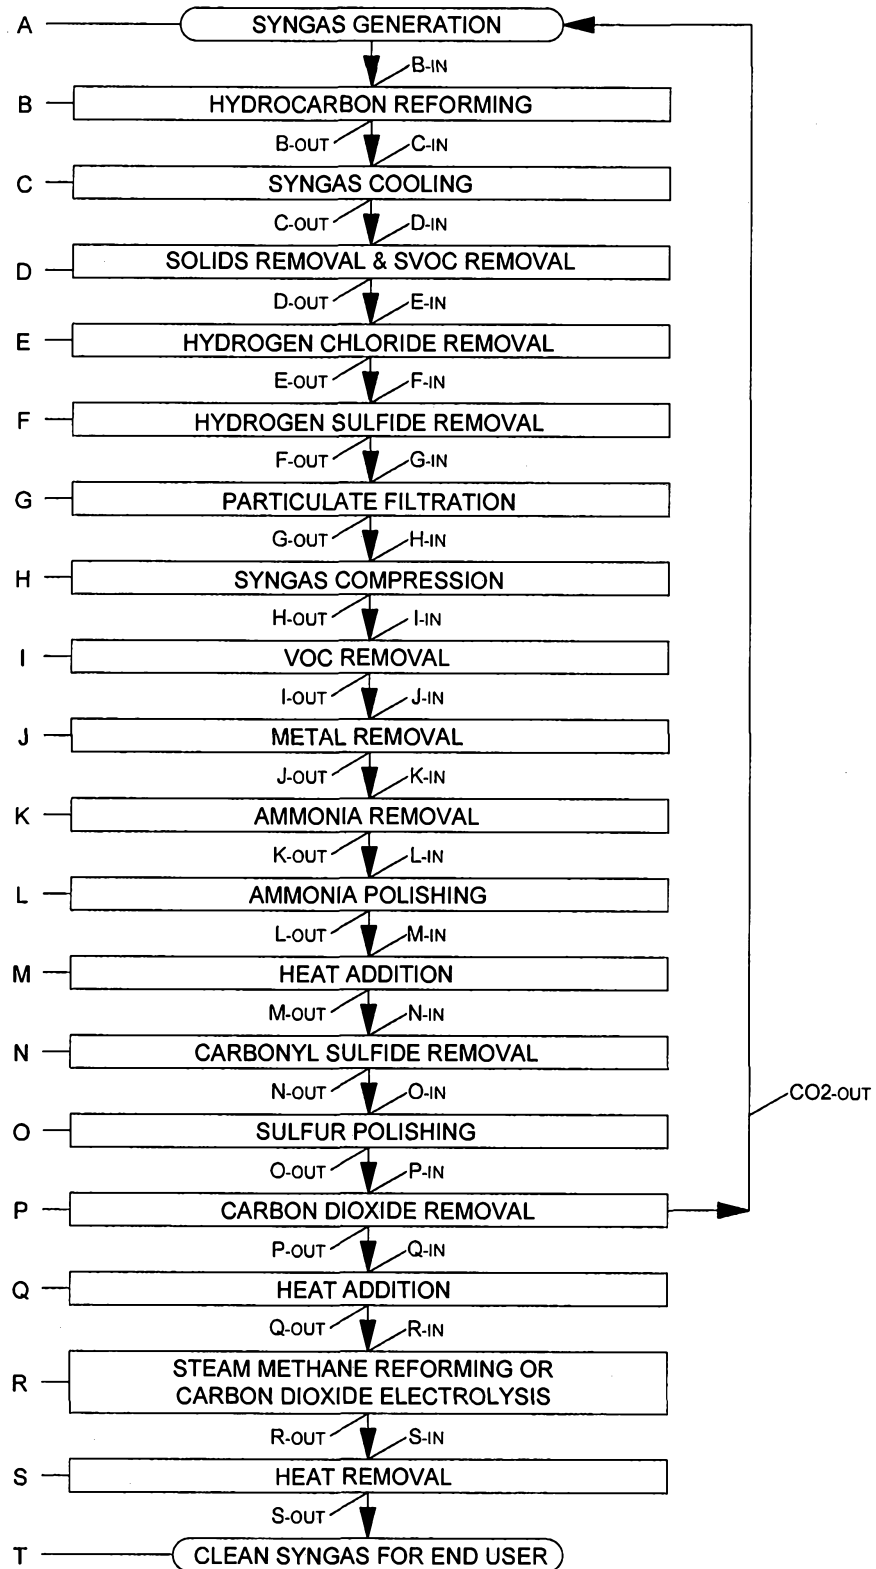 A SYNGAS GENERATION
B-IN
B HYDROCARBON REFORMING
B-OUT C-IN
C SYNGAS COOLING
C-OUT D-IN
D SOLIDS REMOVAL & SVOC REMOVAL
D-OUT E-IN
E HYDROGEN CHLORIDE REMOVAL
E-OUT F-IN
F HYDROGEN SULFIDE REMOVAL
F-OUT G-IN
G PARTICULATE FILTRATION
G-OUT H-IN
H SYNGAS COMPRESSION
H-OUT I-IN
I VOC REMOVAL
I-OUT J-IN
J METAL REMOVAL
J-OUT K-IN
K AMMONIA REMOVAL
K-OUT L-IN
L AMMONIA POLISHING
L-OUT M-IN
M HEAT ADDITION
M-OUT N-IN
N CARBONYL SULFIDE REMOVAL
N-OUT O-IN
CO2-OUT
O SULFUR POLISHING
O-OUT P-IN
P CARBON DIOXIDE REMOVAL
P-OUT Q-IN
Q HEAT ADDITION
Q-OUT R-IN
R STEAM METHANE REFORMING OR
CARBON DIOXIDE ELECTROLYSIS
R-OUT S-IN
S HEAT REMOVAL
S-OUT
T CLEAN SYNGAS FOR END USER